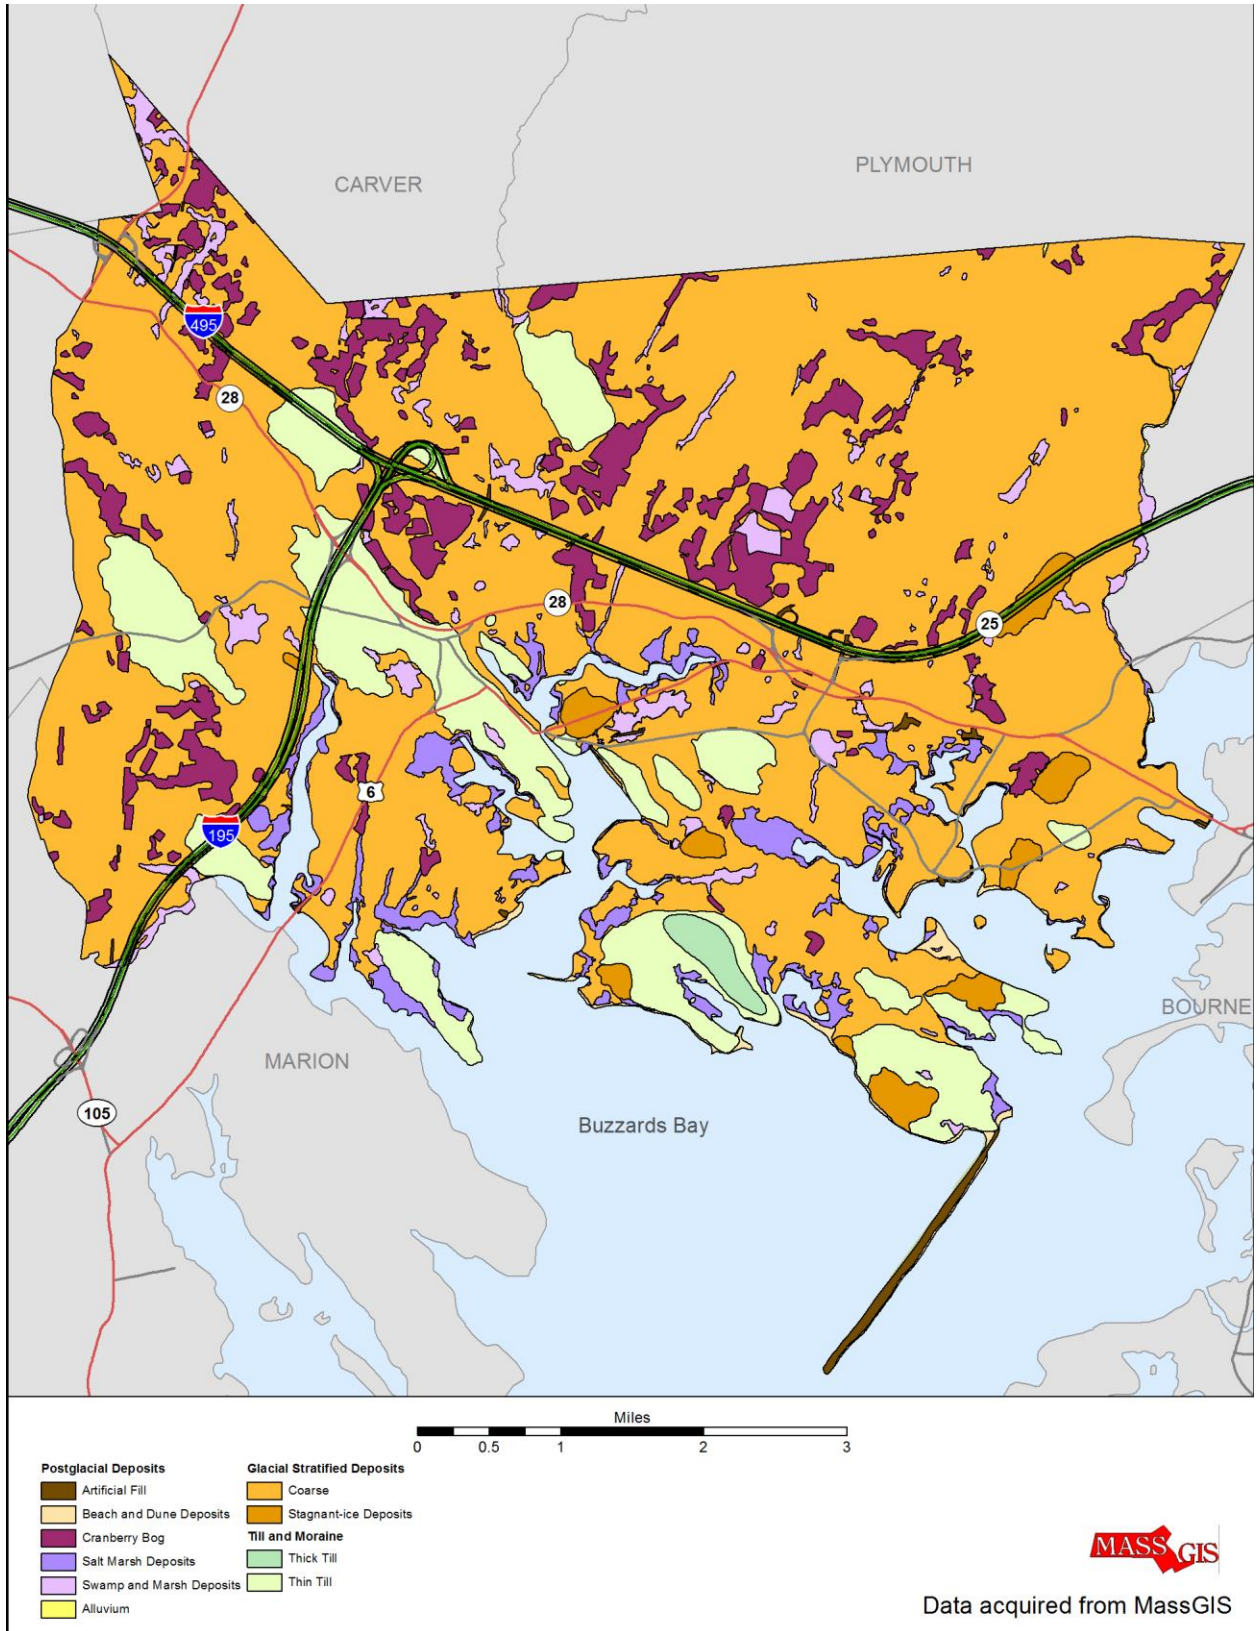 PLYMOUTH
CARVER
495
28
28
25
6
195
BOURNE
MARION
105
Buzzards Bay
Miles
0 0.5 1 2 3
Postglacial Deposits
Artificial Fill
Beach and Dune Deposits
Cranberry Bog
Salt Marsh Deposits
Swamp and Marsh Deposits
Alluvium
Glacial Stratified Deposits
Coarse
Stagnant-ice Deposits
Till and Moraine
Thick Till
Thin Till
MASS GIS
Data acquired from MassGIS